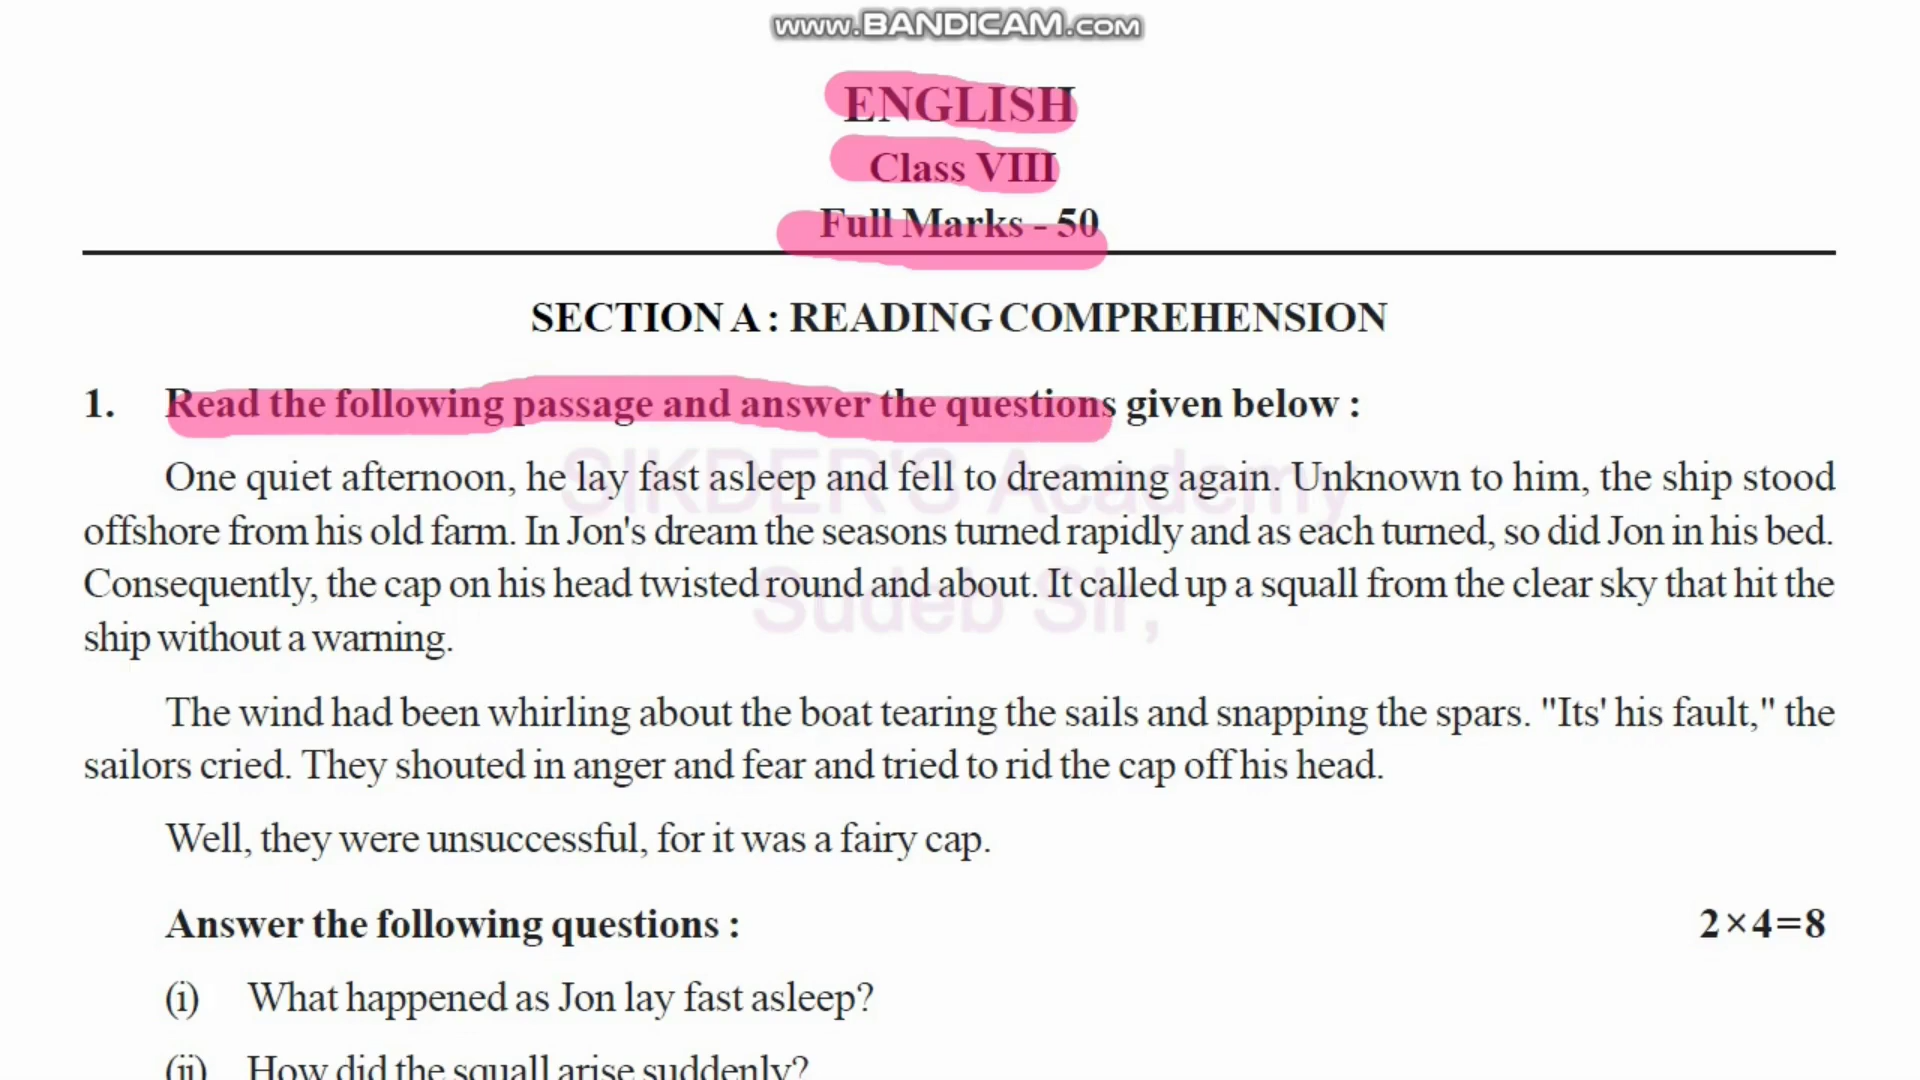 www.BANDICAM.com
ENGLISH
Class VIII
Full Marks - 50
SECTION A : READING COMPREHENSION
1. Read the following passage and answer the questions given below :
One quiet afternoon, he lay fast asleep and fell to dreaming again. Unknown to him, the ship stood
offshore from his old farm. In Jon's dream the seasons turned rapidly and as each turned, so did Jon in his bed.
Consequently, the cap on his head twisted round and about. It called up a squall from the clear sky that hit the
ship without a warning.
SIKDER'S Academy
Sudeb Sir,
The wind had been whirling about the boat tearing the sails and snapping the spars. "Its' his fault," the
sailors cried. They shouted in anger and fear and tried to rid the cap off his head.
Well, they were unsuccessful, for it was a fairy cap.
Answer the following questions : 2×4=8
(i) What happened as Jon lay fast asleep?
(ii) How did the squall arise suddenly?